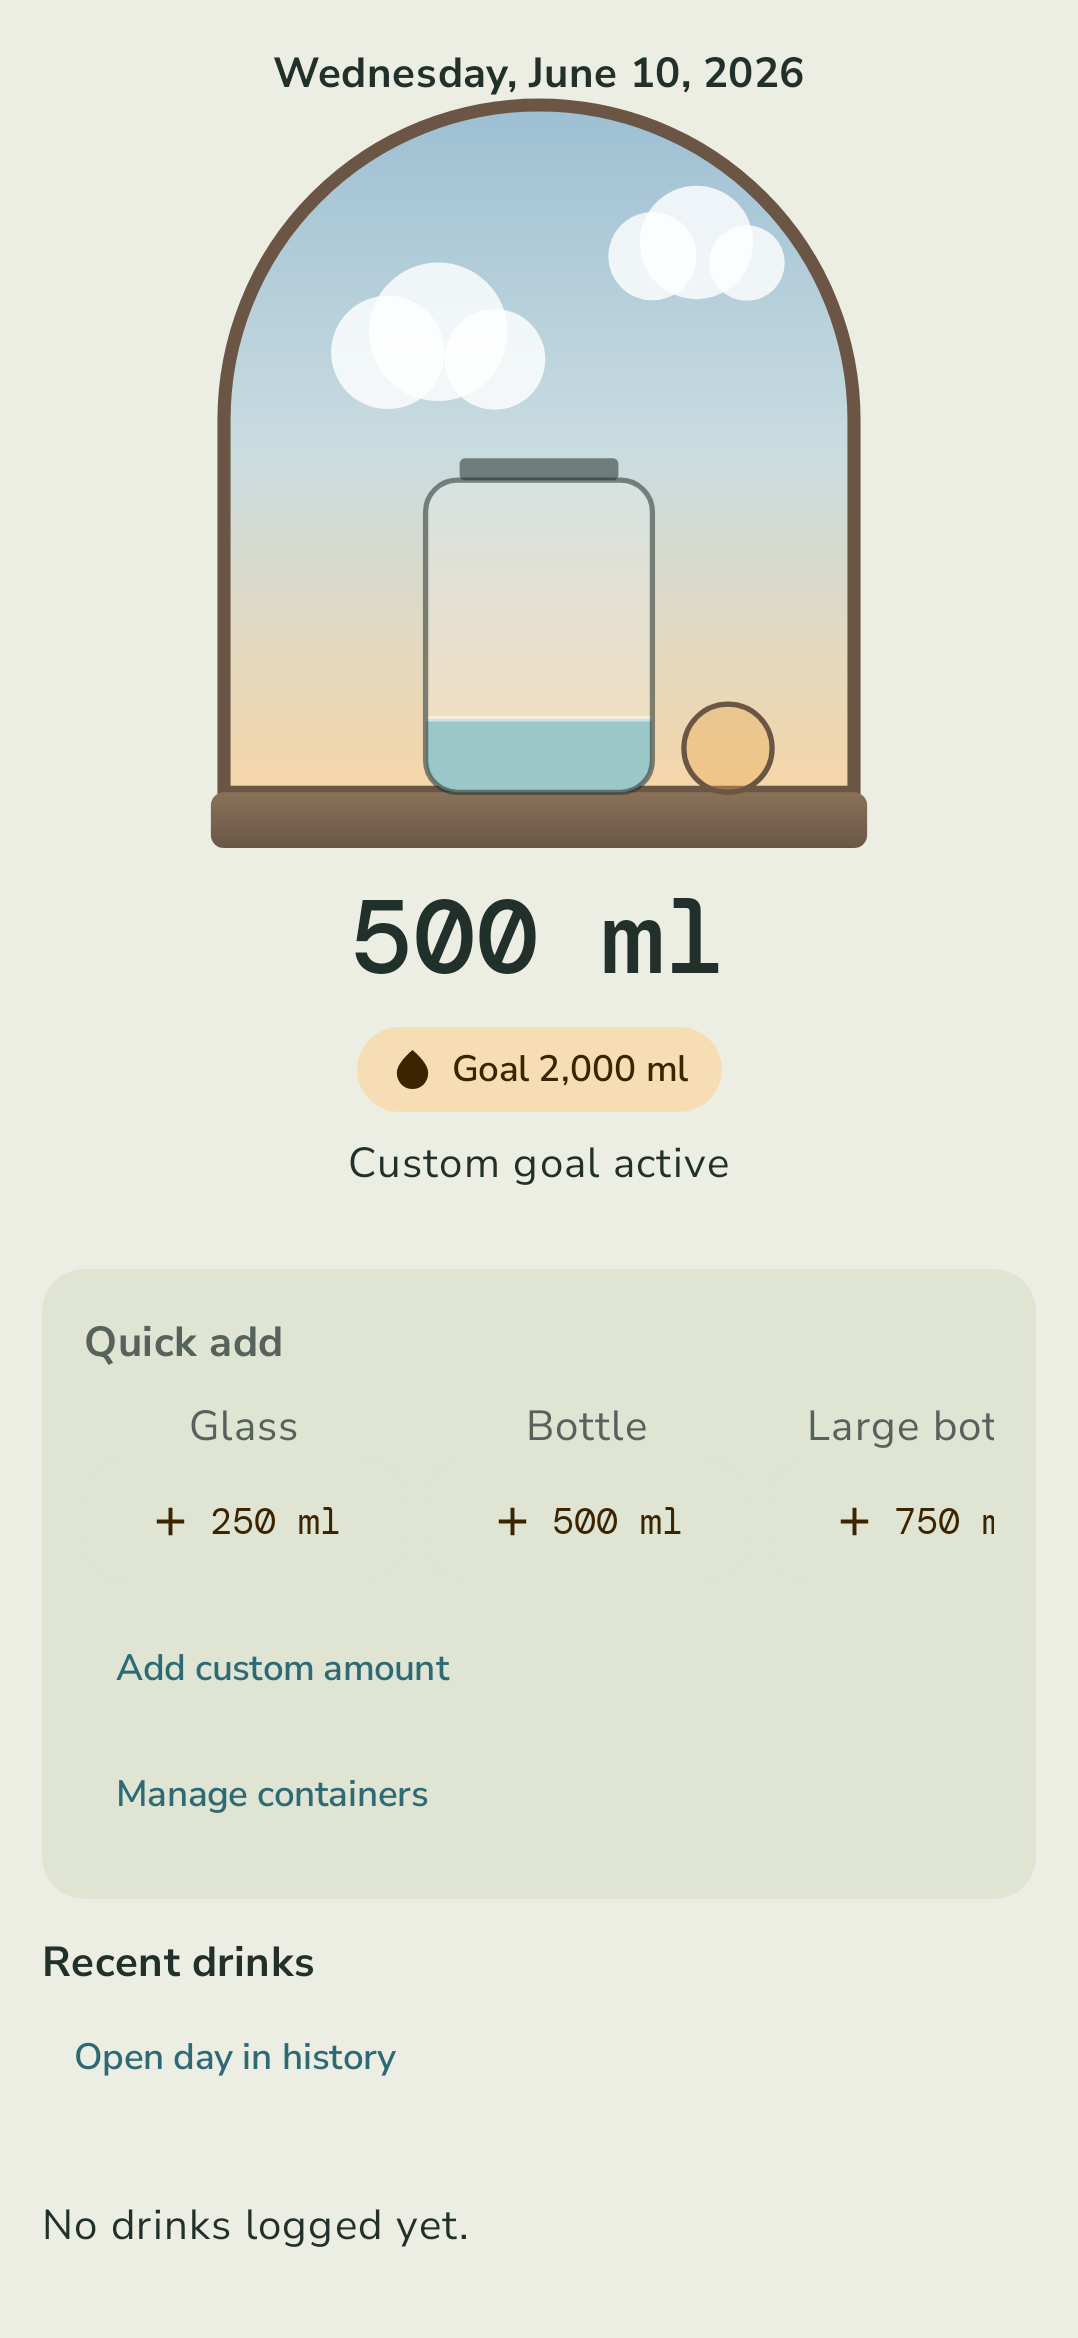 Wednesday, June 10, 2026
500 ml
Goal 2,000 ml
Custom goal active
Quick add
Glass Bottle Large bot
+ 250 ml + 500 ml + 750 m
Add custom amount
Manage containers
Recent drinks
Open day in history
No drinks logged yet.